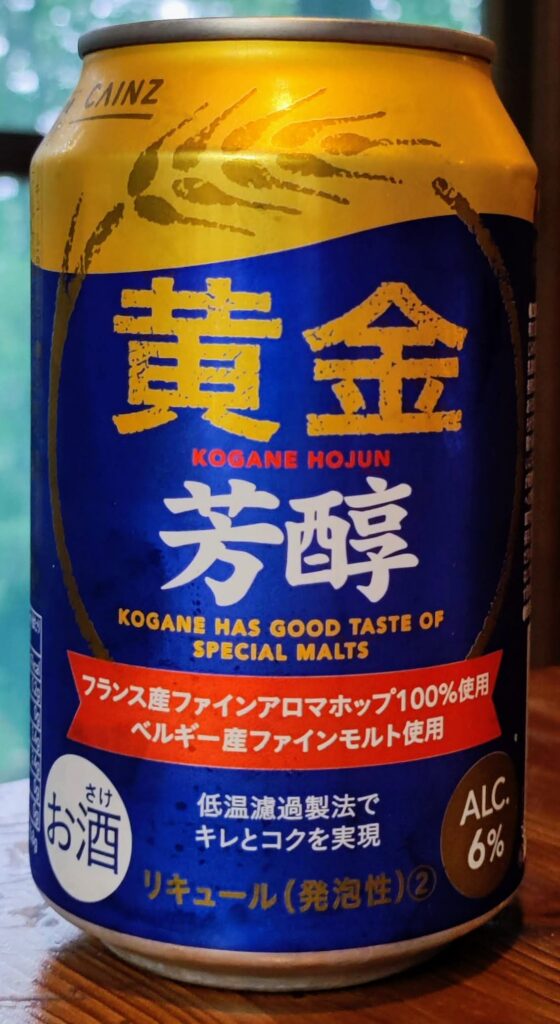 CAINZ
黄金
KOGANE HOJUN
芳醇
KOGANE HAS GOOD TASTE OF
SPECIAL MALTS
フランス産ファインアロマホップ100%使用
ベルギー産ファインモルト使用
さけ
お酒
低温濾過製法で
キレとコクを実現
ALC.
6%
リキュール(発泡性)②